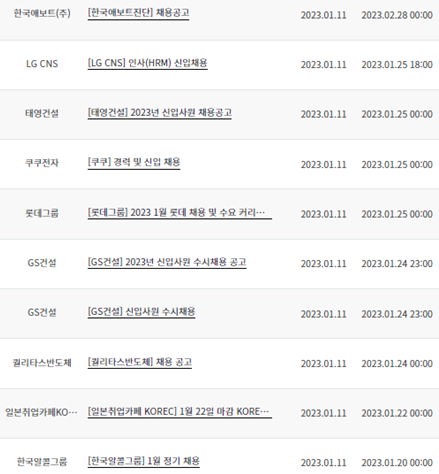 한국애보트(주) [한국애보트진단] 채용공고 2023.01.11 2023.02.28 00:00
LG CNS [LG CNS] 인사(HRM) 신입채용 2023.01.11 2023.01.25 18:00
태영건설 [태영건설] 2023년 신입사원 채용공고 2023.01.11 2023.01.25 00:00
쿠쿠전자 [쿠쿠] 경력 및 신입 채용 2023.01.11 2023.01.25 00:00
롯데그룹 [롯데그룹] 2023 1월 롯데 채용 및 수요 커리… 2023.01.11 2023.01.25 00:00
GS건설 [GS건설] 2023년 신입사원 수시채용 공고 2023.01.11 2023.01.24 23:00
GS건설 [GS건설] 신입사원 수시채용 2023.01.11 2023.01.24 23:00
퀄리타스반도체 [퀄리타스반도체] 채용 공고 2023.01.11 2023.01.24 00:00
일본취업카페KO… [일본취업카페 KOREC] 1월 22일 마감 KORE… 2023.01.11 2023.01.22 00:00
한국알콜그룹 [한국알콜그룹] 1월 정기 채용 2023.01.11 2023.01.20 00:00